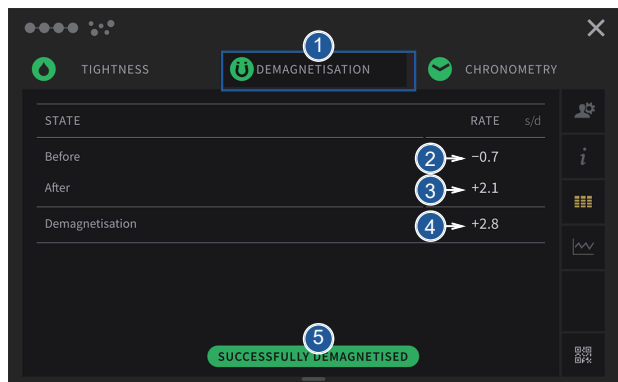 1
TIGHTNESS DEMAGNETISATION CHRONOMETRY
STATE RATE s/d
Before 2 −0.7
After 3 +2.1
Demagnetisation 4 +2.8
5
SUCCESSFULLY DEMAGNETISED